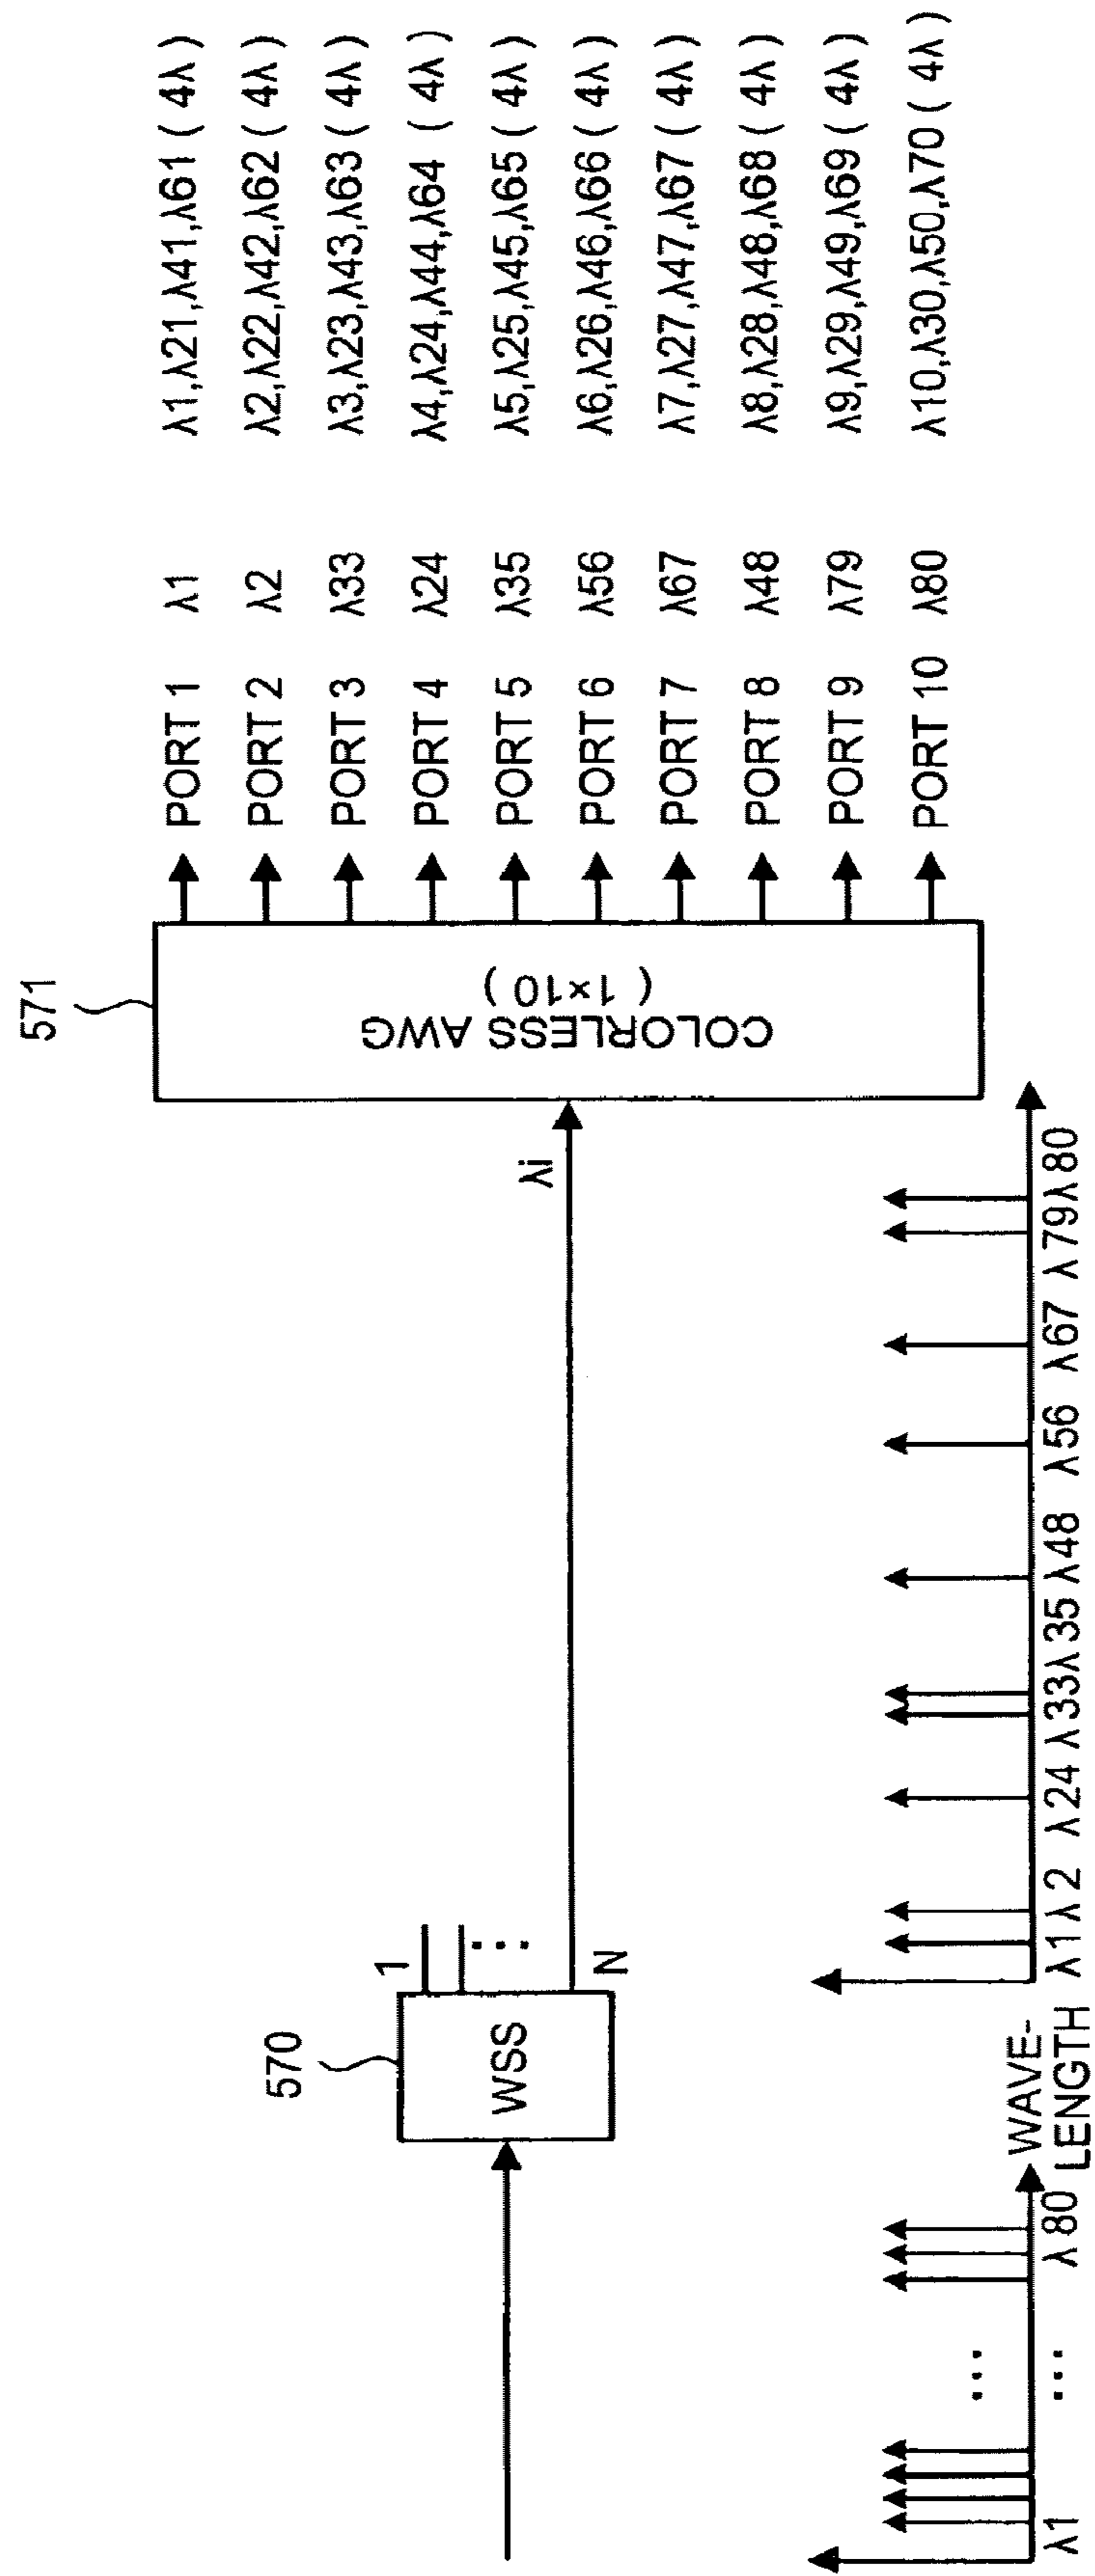 570
WSS
1
⋮
N
λi
571
COLORLESS AWG
( 1×10 )
PORT 1 λ1 λ1,λ21,λ41,λ61 ( 4λ )
PORT 2 λ2 λ2,λ22,λ42,λ62 ( 4λ )
PORT 3 λ33 λ3,λ23,λ43,λ63 ( 4λ )
PORT 4 λ24 λ4,λ24,λ44,λ64 ( 4λ )
PORT 5 λ35 λ5,λ25,λ45,λ65 ( 4λ )
PORT 6 λ56 λ6,λ26,λ46,λ66 ( 4λ )
PORT 7 λ67 λ7,λ27,λ47,λ67 ( 4λ )
PORT 8 λ48 λ8,λ28,λ48,λ68 ( 4λ )
PORT 9 λ79 λ9,λ29,λ49,λ69 ( 4λ )
PORT 10 λ80 λ10,λ30,λ50,λ70 ( 4λ )
...
λ1 ... λ80
WAVE-
LENGTH
λ1 λ2 λ24 λ33 λ35 λ48 λ56 λ67 λ79 λ80